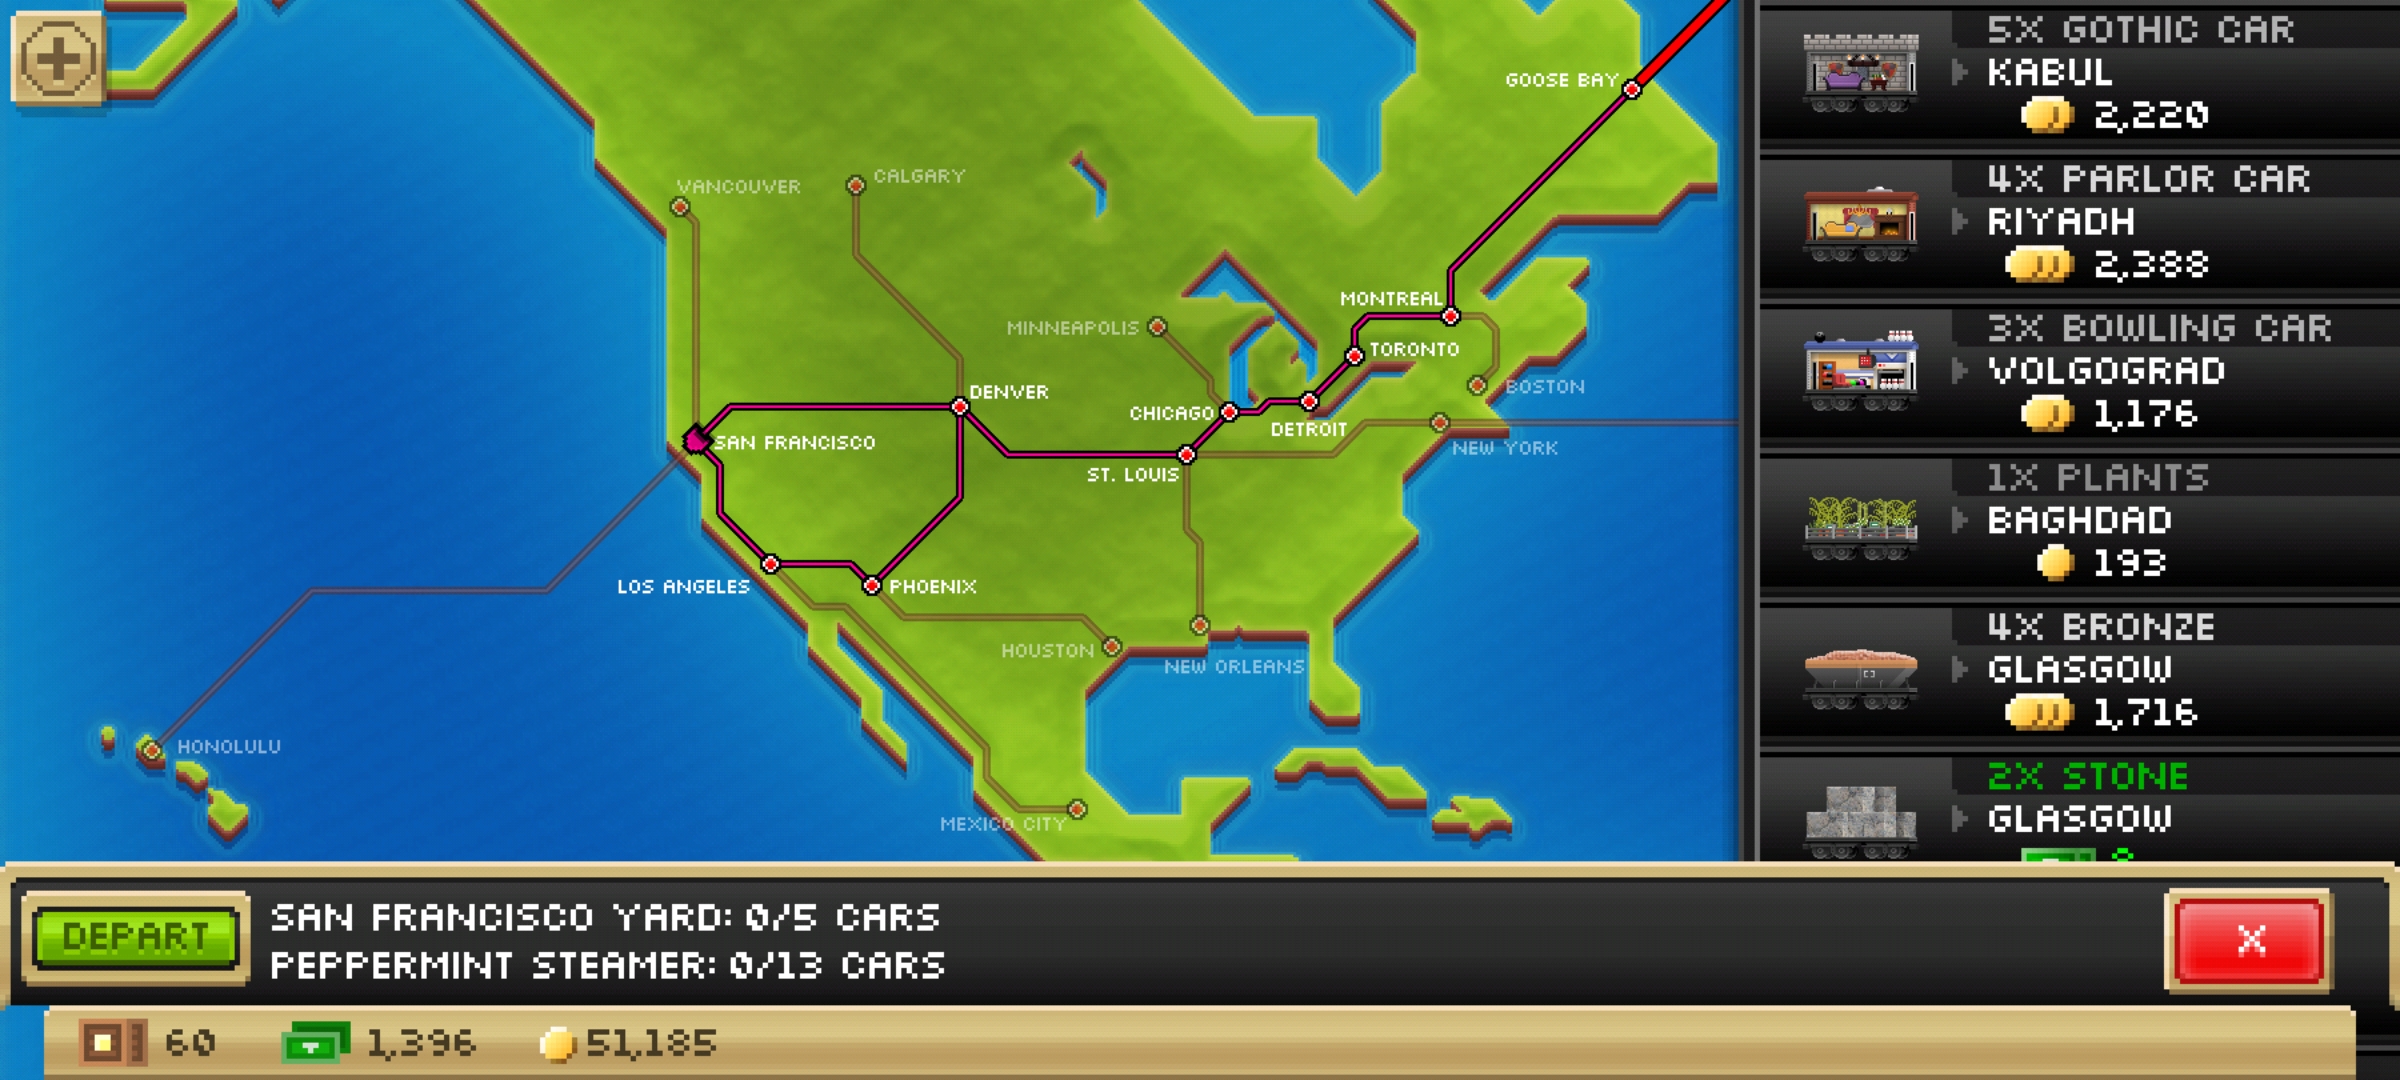 GOOSE BAY
VANCOUVER
CALGARY
MONTREAL
MINNEAPOLIS
TORONTO
DENVER
BOSTON
CHICAGO
DETROIT
SAN FRANCISCO
NEW YORK
ST. LOUIS
LOS ANGELES
PHOENIX
HOUSTON
NEW ORLEANS
HONOLULU
MEXICO CITY
5X GOTHIC CAR
KABUL
2,220
4X PARLOR CAR
RIYADH
2,388
3X BOWLING CAR
VOLGOGRAD
1,176
1X PLANTS
BAGHDAD
193
4X BRONZE
GLASGOW
1,716
2X STONE
GLASGOW
DEPART
SAN FRANCISCO YARD: 0/5 CARS
PEPPERMINT STEAMER: 0/13 CARS
X
60
1,396
51,185